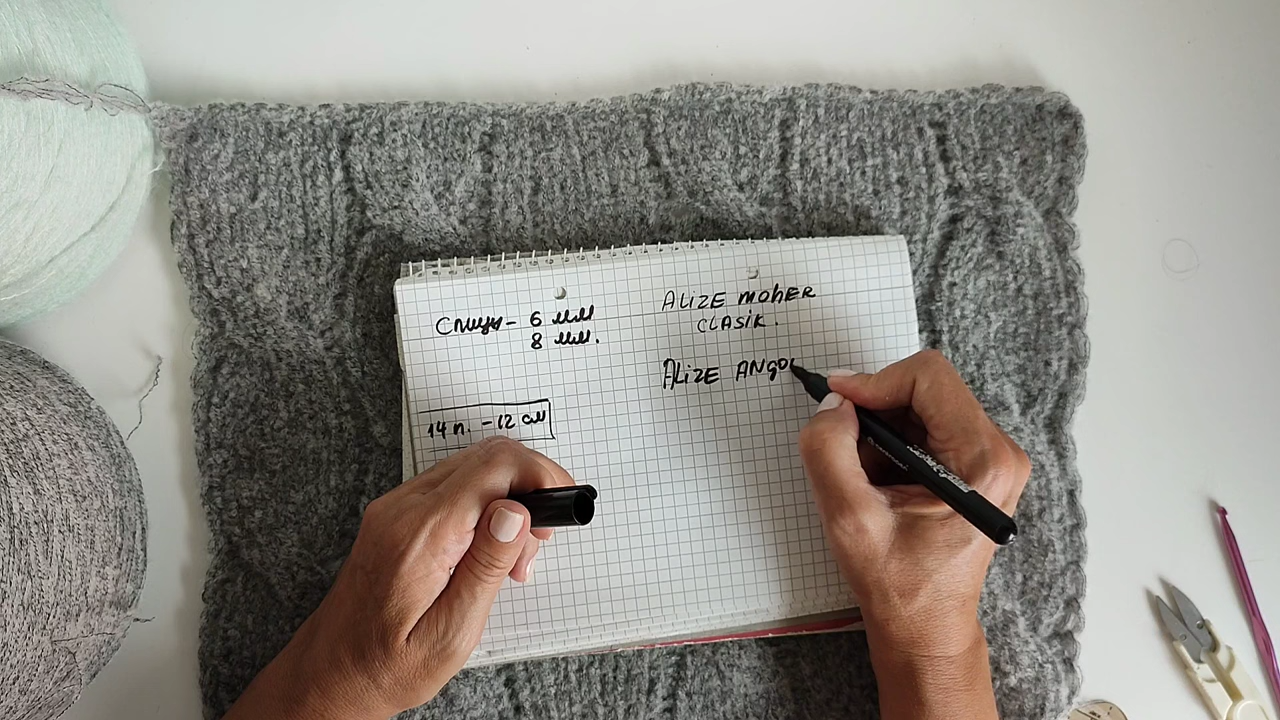 Спицы - 6 мм
8 мм.
14 п. - 12 см
ALIZE MOHER
CLASIK.
ALIZE ANGO